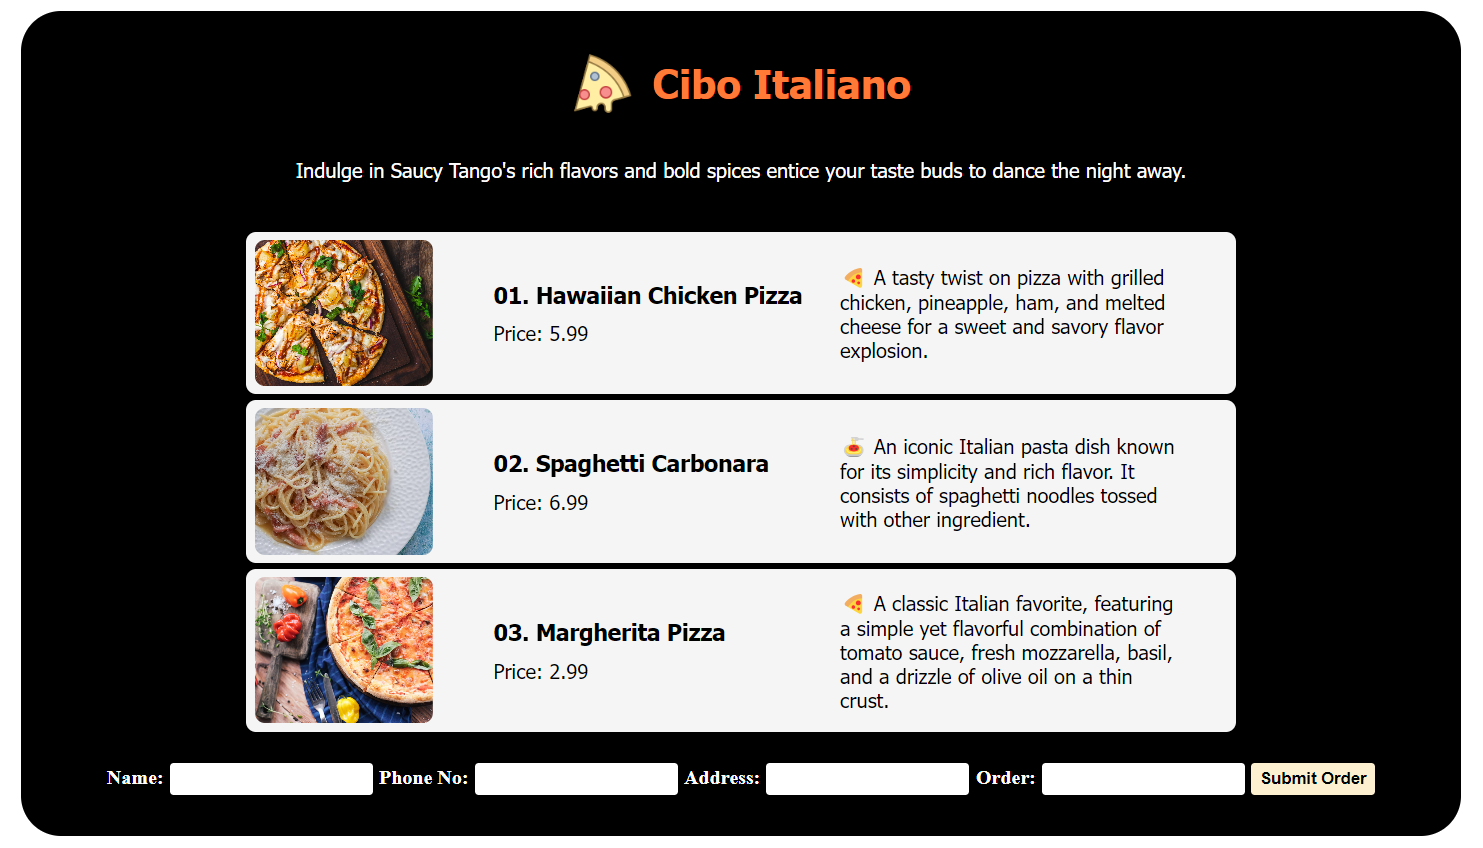 Cibo Italiano
Indulge in Saucy Tango's rich flavors and bold spices entice your taste buds to dance the night away.
01. Hawaiian Chicken Pizza
Price: 5.99
🍕 A tasty twist on pizza with grilled
chicken, pineapple, ham, and melted
cheese for a sweet and savory flavor
explosion.
02. Spaghetti Carbonara
Price: 6.99
🍝 An iconic Italian pasta dish known
for its simplicity and rich flavor. It
consists of spaghetti noodles tossed
with other ingredient.
03. Margherita Pizza
Price: 2.99
🍕 A classic Italian favorite, featuring
a simple yet flavorful combination of
tomato sauce, fresh mozzarella, basil,
and a drizzle of olive oil on a thin
crust.
Name: Phone No: Address: Order: Submit Order